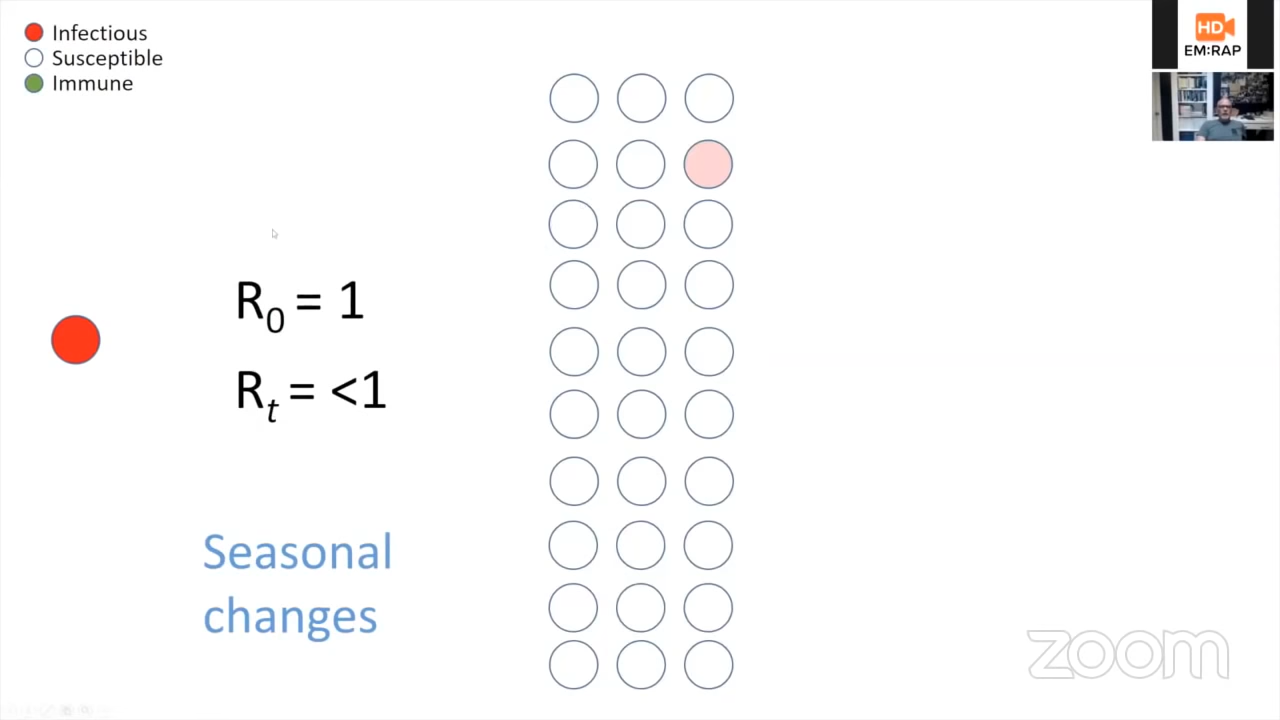 Infectious
Susceptible
Immune
HD
EM:RAP
R0 = 1
Rt = <1
Seasonal
changes
zoom